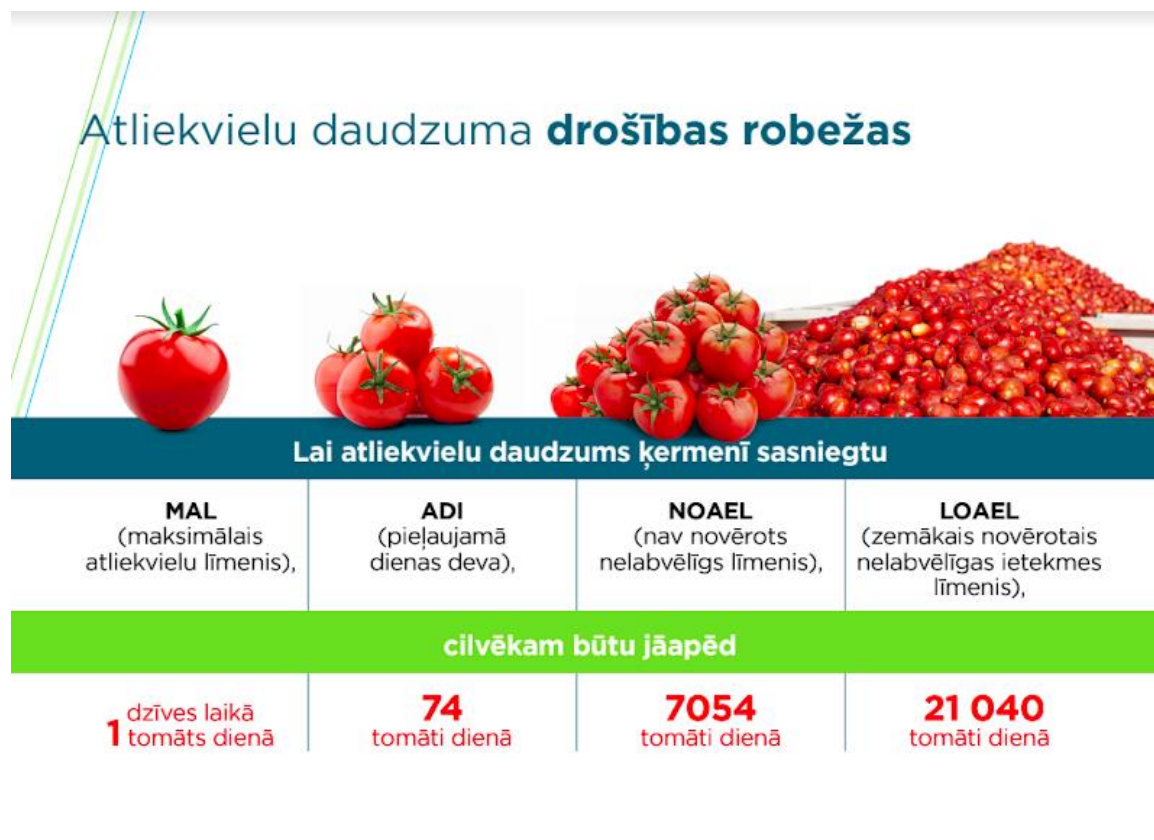 Atliekvielu daudzuma drošības robežas
Lai atliekvielu daudzums ķermenī sasniegtu
MAL
(maksimālais
atliekvielu līmenis),
ADI
(pieļaujamā
dienas deva),
NOAEL
(nav novērots
nelabvēlīgs līmenis),
LOAEL
(zemākais novērotais
nelabvēlīgas ietekmes
līmenis),
cilvēkam būtu jāapēd
1 dzīves laikā
tomāts dienā
74
tomāti dienā
7054
tomāti dienā
21 040
tomāti dienā